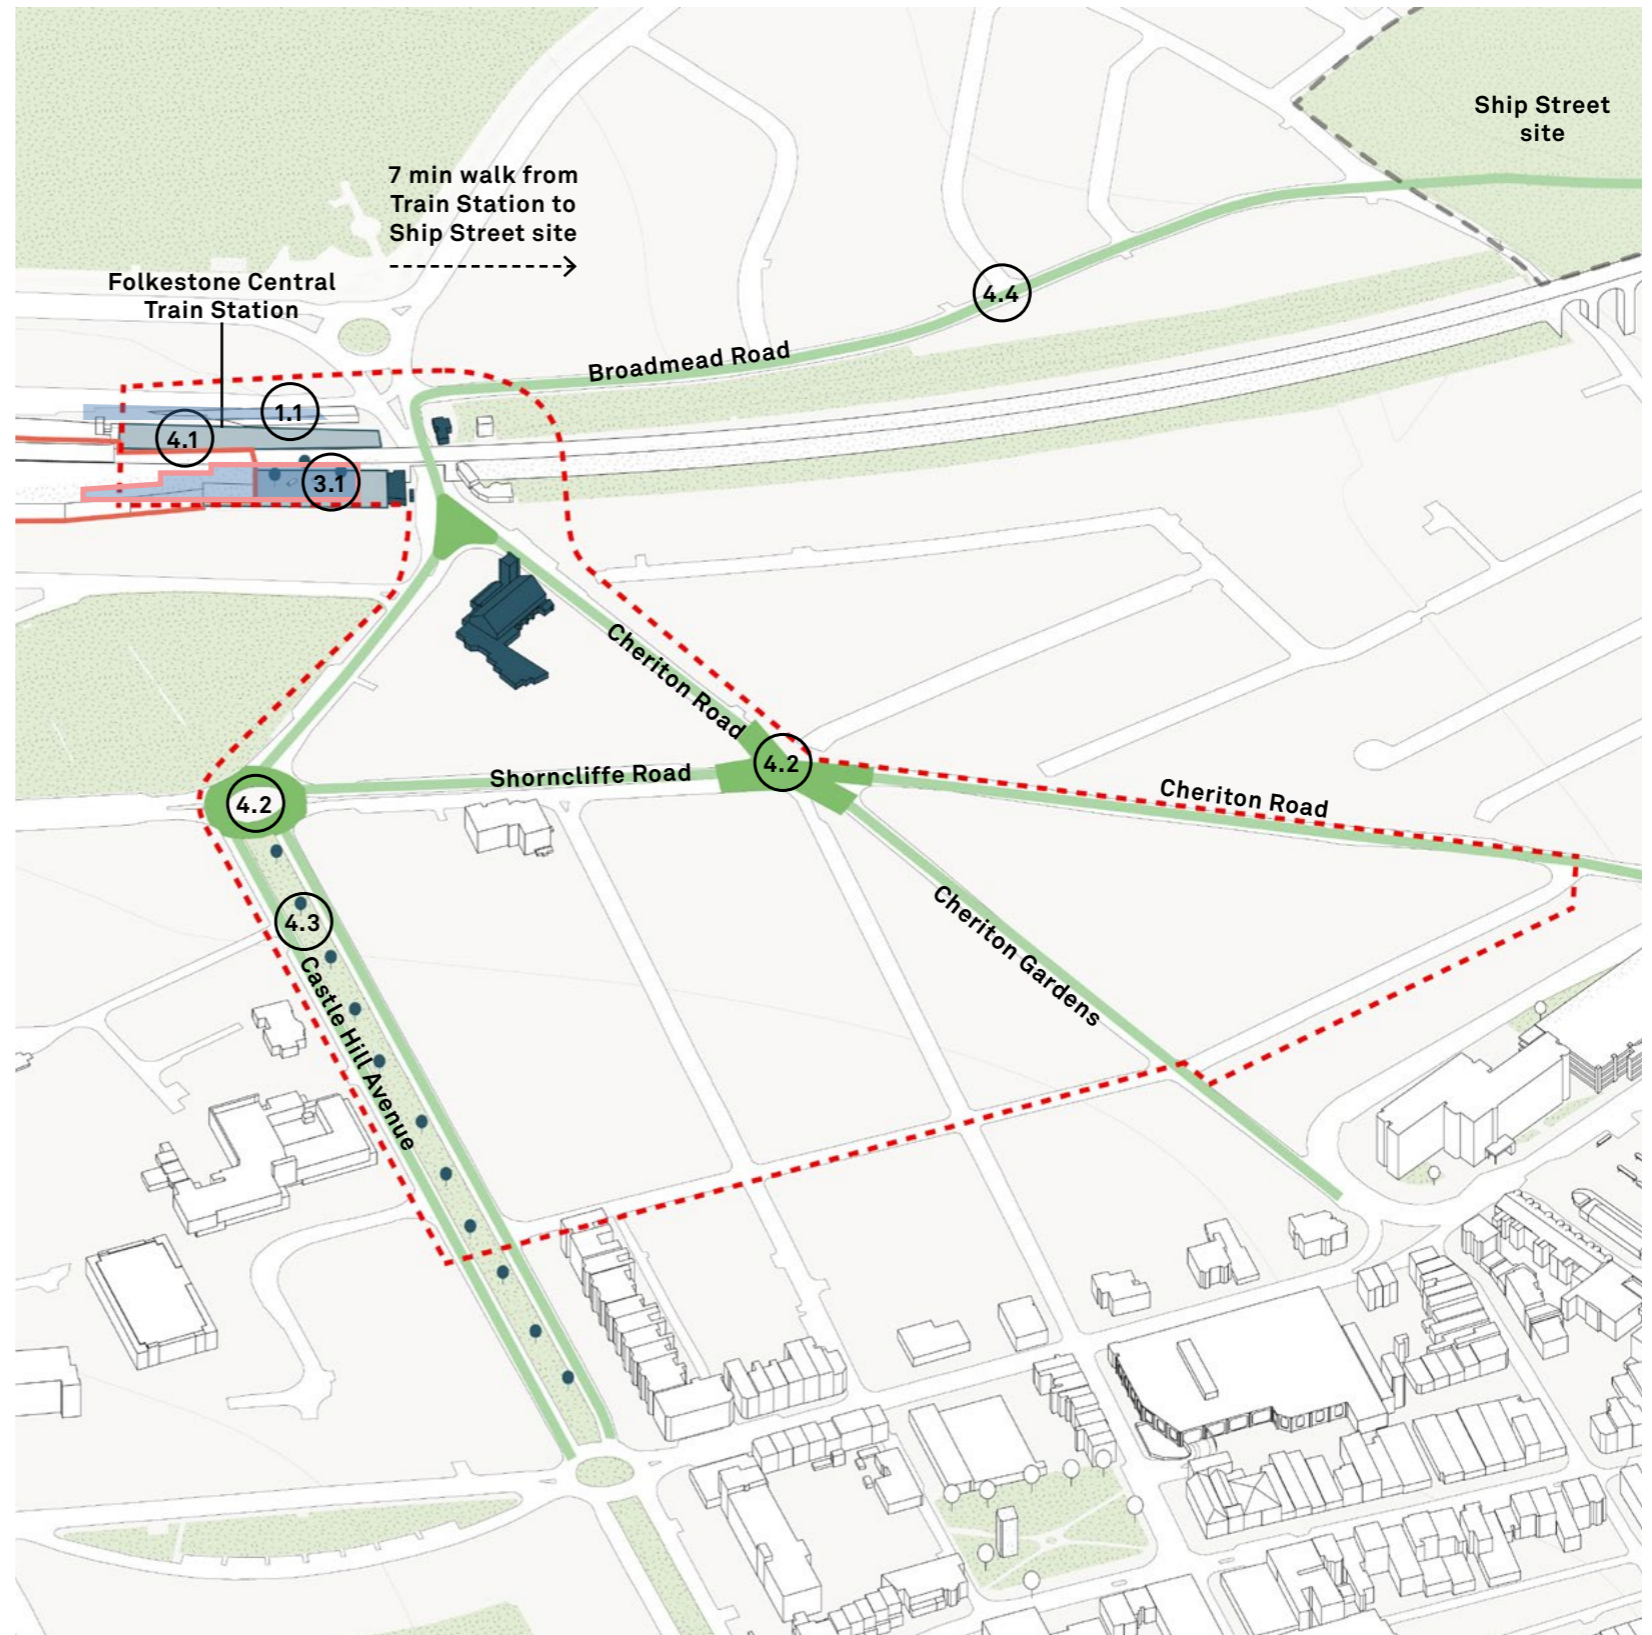 Ship Street
site
7 min walk from
Train Station to
Ship Street site
Folkestone Central
Train Station
4.4
Broadmead Road
1.1
4.1
3.1
Cheriton Road
4.2
Shorncliffe Road
4.2
Cheriton Road
4.3
Cheriton Gardens
Castle Hill Avenue